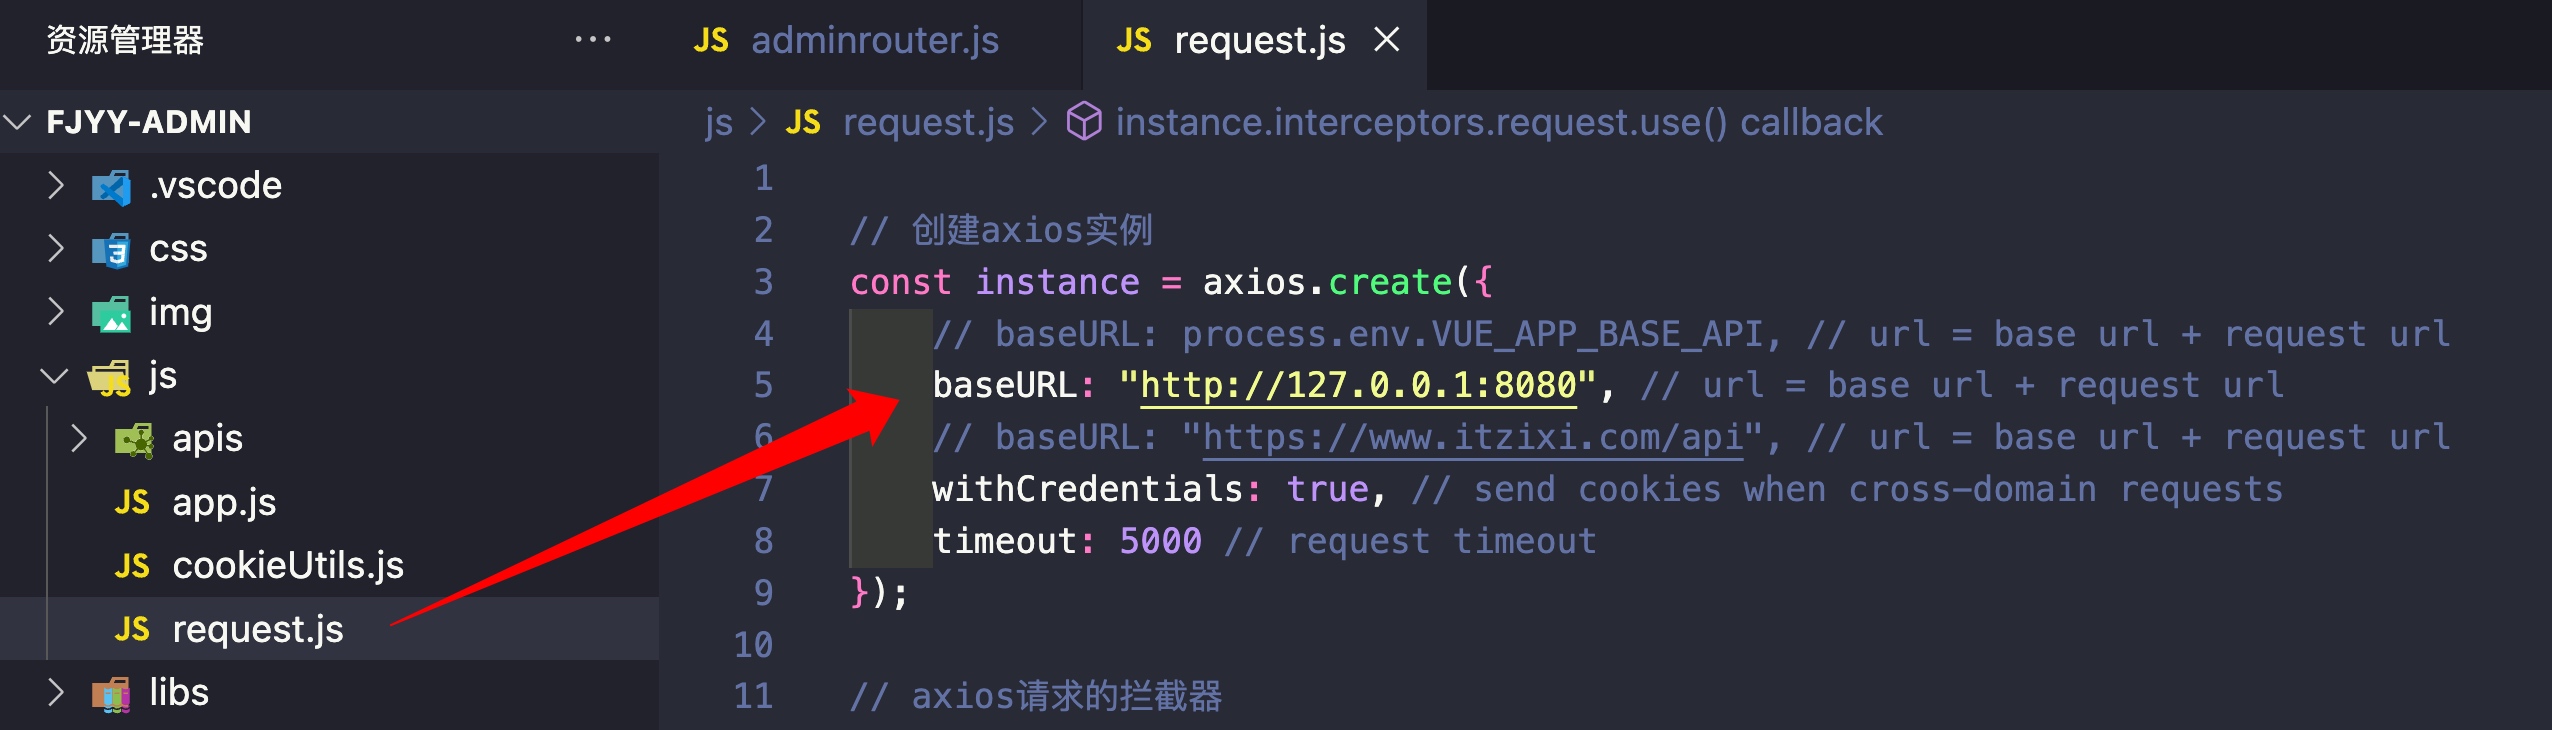 资源管理器 ···
JS adminrouter.js
JS request.js
FJYY-ADMIN
.vscode
css
img
js
apis
JS app.js
JS cookieUtils.js
JS request.js
libs
js > JS request.js > instance.interceptors.request.use() callback
1
2 // 创建axios实例
3 const instance = axios.create({
4 // baseURL: process.env.VUE_APP_BASE_API, // url = base url + request url
5 baseURL: "http://127.0.0.1:8080", // url = base url + request url
6 // baseURL: "https://www.itzixi.com/api", // url = base url + request url
7 withCredentials: true, // send cookies when cross-domain requests
8 timeout: 5000 // request timeout
9 });
10
11 // axios请求的拦截器